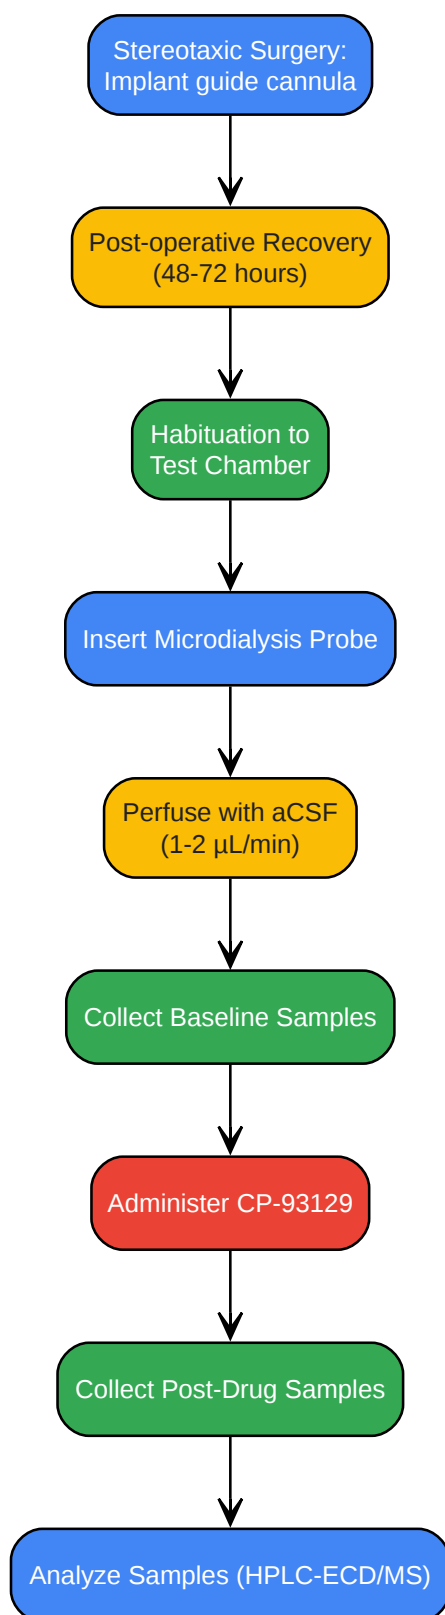 Stereotaxic Surgery:
Implant guide cannula
Post-operative Recovery
(48-72 hours)
Habituation to
Test Chamber
Insert Microdialysis Probe
Perfuse with aCSF
(1-2 µL/min)
Collect Baseline Samples
Administer CP-93129
Collect Post-Drug Samples
Analyze Samples (HPLC-ECD/MS)